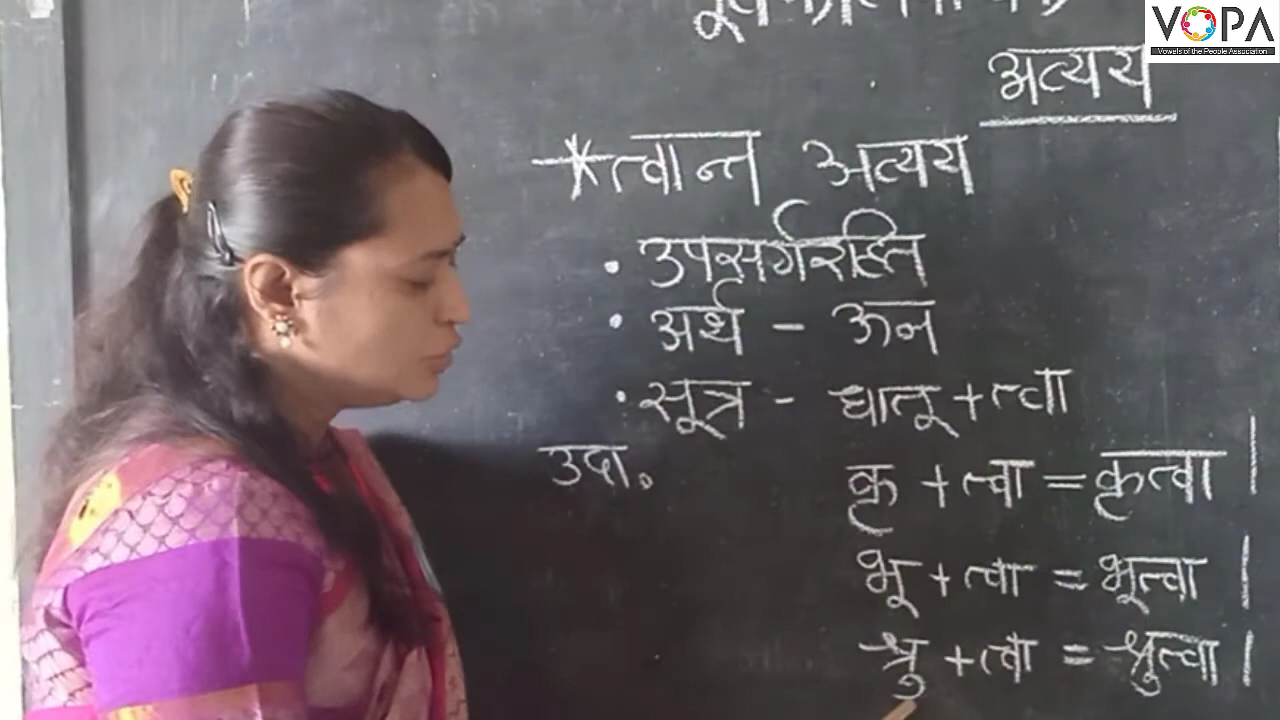 VOPA
Vowels of the People Association
अव्यय
*त्वान्त अव्यय
• उपसर्गरहित
• अर्थ - ऊन
• सूत्र - धातू + त्वा
उदा. कृ + त्वा = कृत्वा |
भू + त्वा = भूत्वा |
श्रु + त्वा = श्रुत्वा |